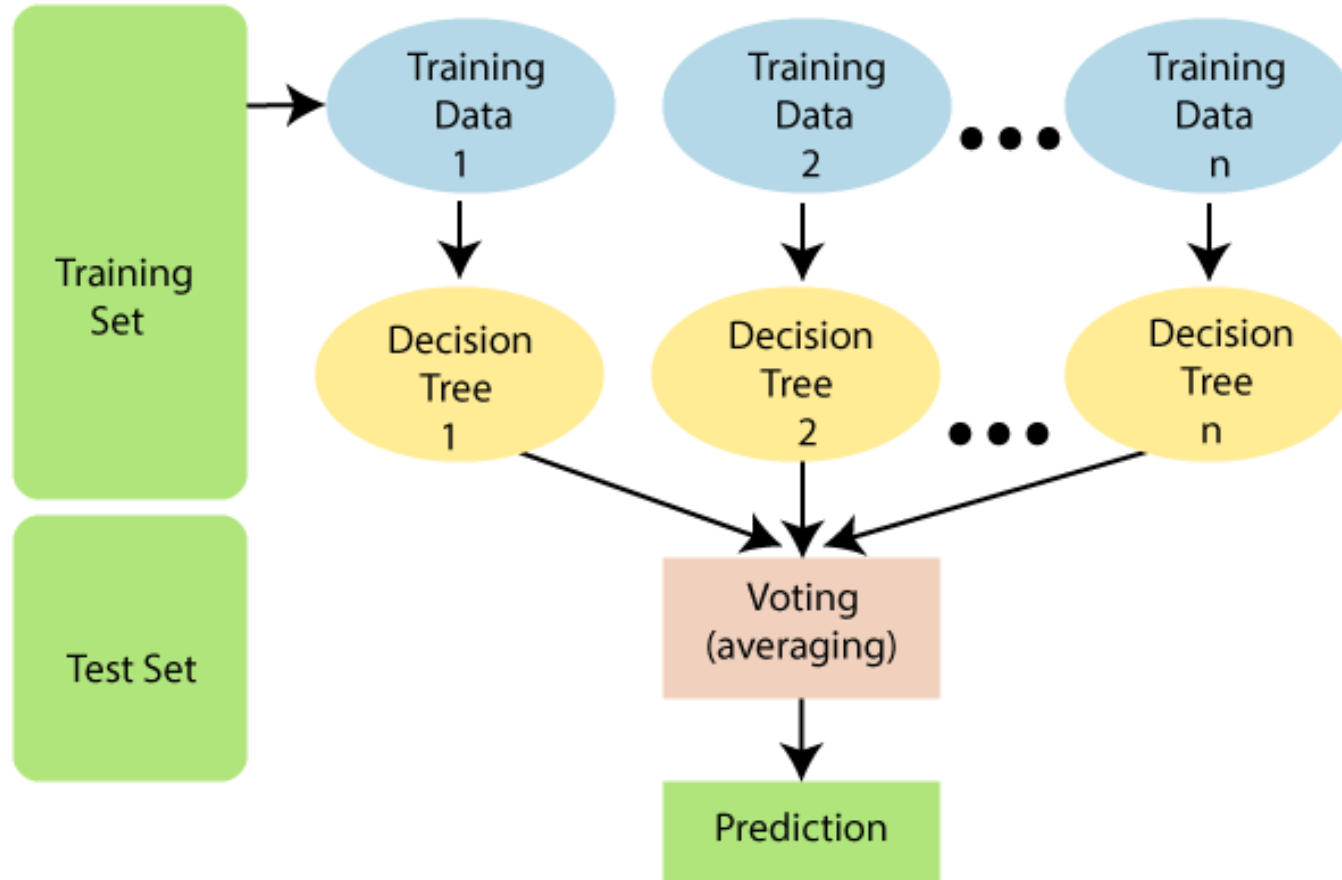 Training
Set
Training
Data
1
Training
Data
2
Training
Data
n
Decision
Tree
1
Decision
Tree
2
Decision
Tree
n
Test Set
Voting
(averaging)
Prediction